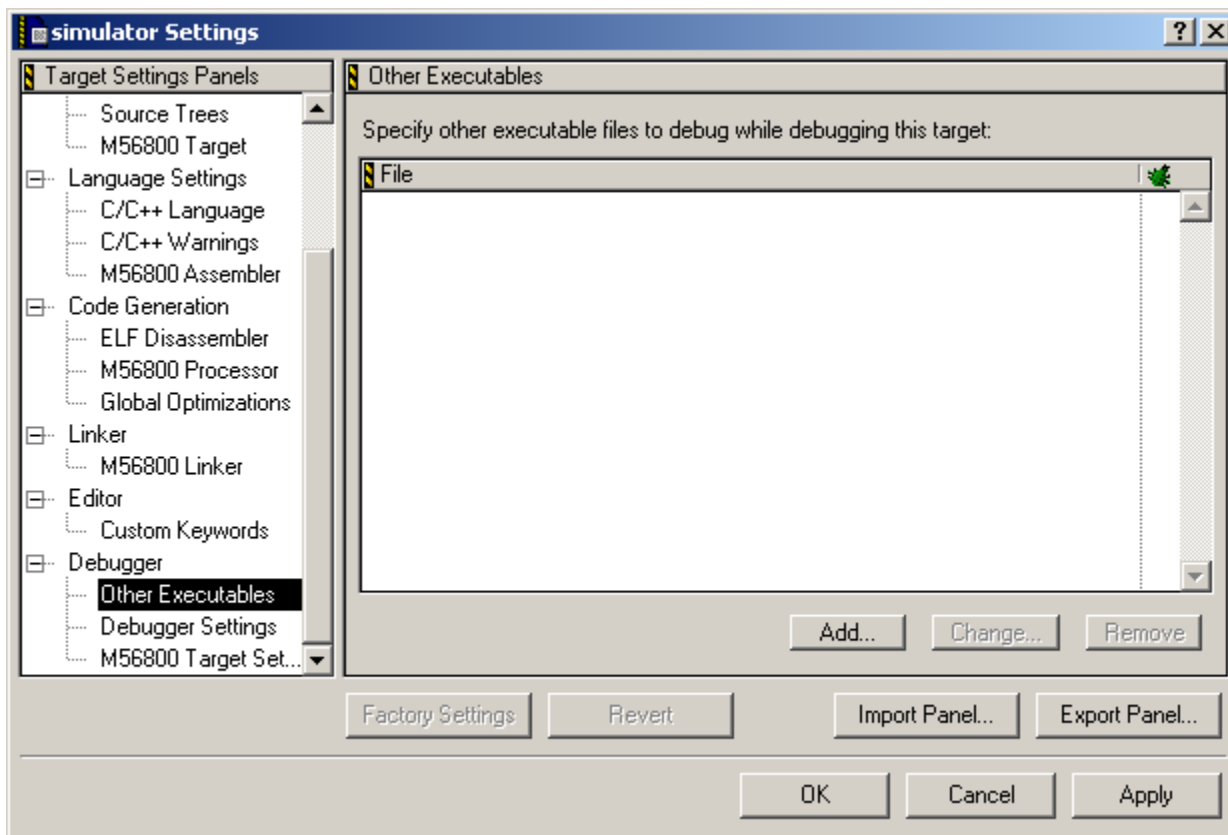 simulator Settings
Target Settings Panels
Source Trees
M56800 Target
Language Settings
C/C++ Language
C/C++ Warnings
M56800 Assembler
Code Generation
ELF Disassembler
M56800 Processor
Global Optimizations
Linker
M56800 Linker
Editor
Custom Keywords
Debugger
Other Executables
Debugger Settings
M56800 Target Set...
Other Executables
Specify other executable files to debug while debugging this target:
File
Add... Change... Remove
Factory Settings Revert Import Panel... Export Panel...
OK Cancel Apply